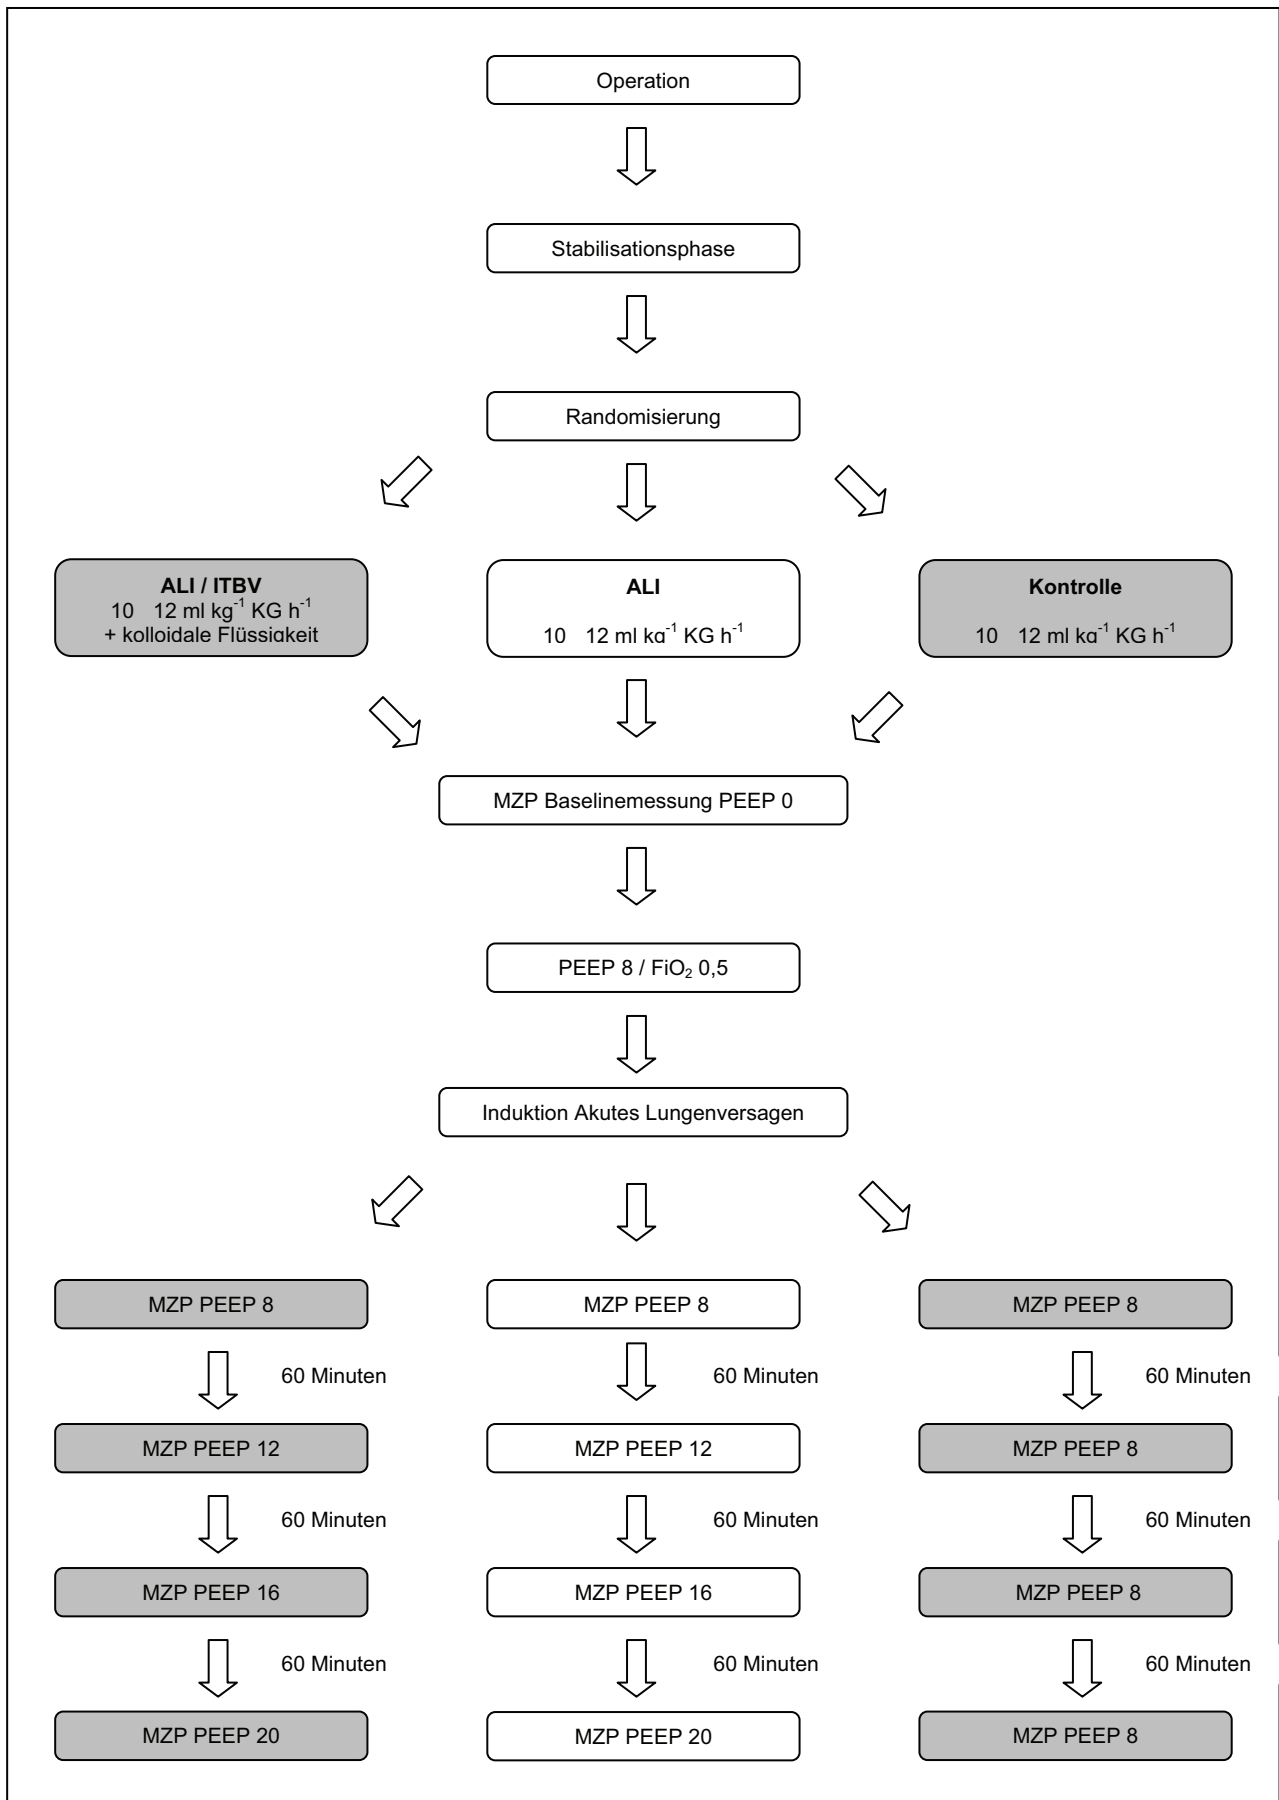 Operation
Stabilisationsphase
Randomisierung
ALI / ITBV
10 12 ml kg⁻¹ KG h⁻¹
+ kolloidale Flüssigkeit
ALI
10 12 ml kg⁻¹ KG h⁻¹
Kontrolle
10 12 ml kg⁻¹ KG h⁻¹
MZP Baselinemessung PEEP 0
PEEP 8 / FiO₂ 0,5
Induktion Akutes Lungenversagen
MZP PEEP 8
MZP PEEP 8
MZP PEEP 8
60 Minuten
60 Minuten
60 Minuten
MZP PEEP 12
MZP PEEP 12
MZP PEEP 8
60 Minuten
60 Minuten
60 Minuten
MZP PEEP 16
MZP PEEP 16
MZP PEEP 8
60 Minuten
60 Minuten
60 Minuten
MZP PEEP 20
MZP PEEP 20
MZP PEEP 8